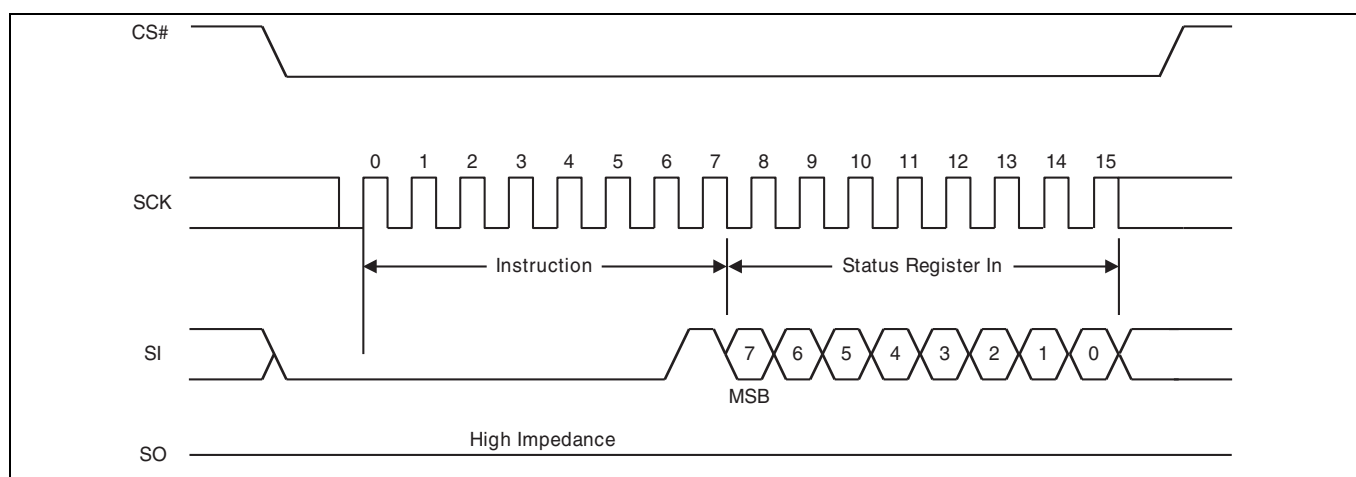 CS#
0 1 2 3 4 5 6 7 8 9 10 11 12 13 14 15
SCK
Instruction
Status Register In
SI
7 6 5 4 3 2 1 0
MSB
High Impedance
SO